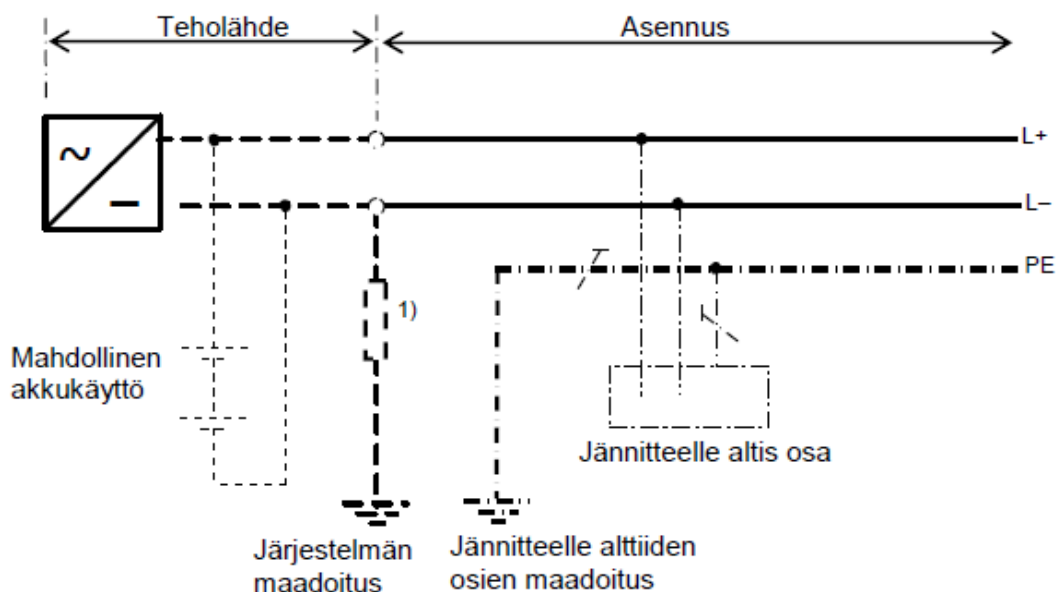 Teholähde
Asennus
L+
L–
PE
1)
Mahdollinen
akkukäyttö
Jännitteelle altis osa
Järjestelmän
maadoitus
Jännitteelle alttiiden
osien maadoitus